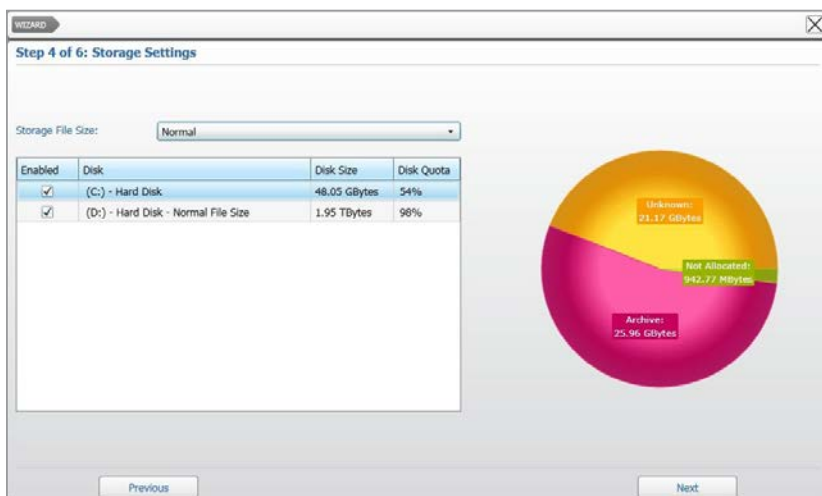 WIZARD
Step 4 of 6: Storage Settings
Storage File Size: Normal
Enabled Disk Disk Size Disk Quota
(C:) - Hard Disk 48.05 GBytes 54%
(D:) - Hard Disk - Normal File Size 1.95 TBytes 98%
Unknown:
21.17 GBytes
Not Allocated:
942.77 MBytes
Archive:
25.96 GBytes
Previous Next